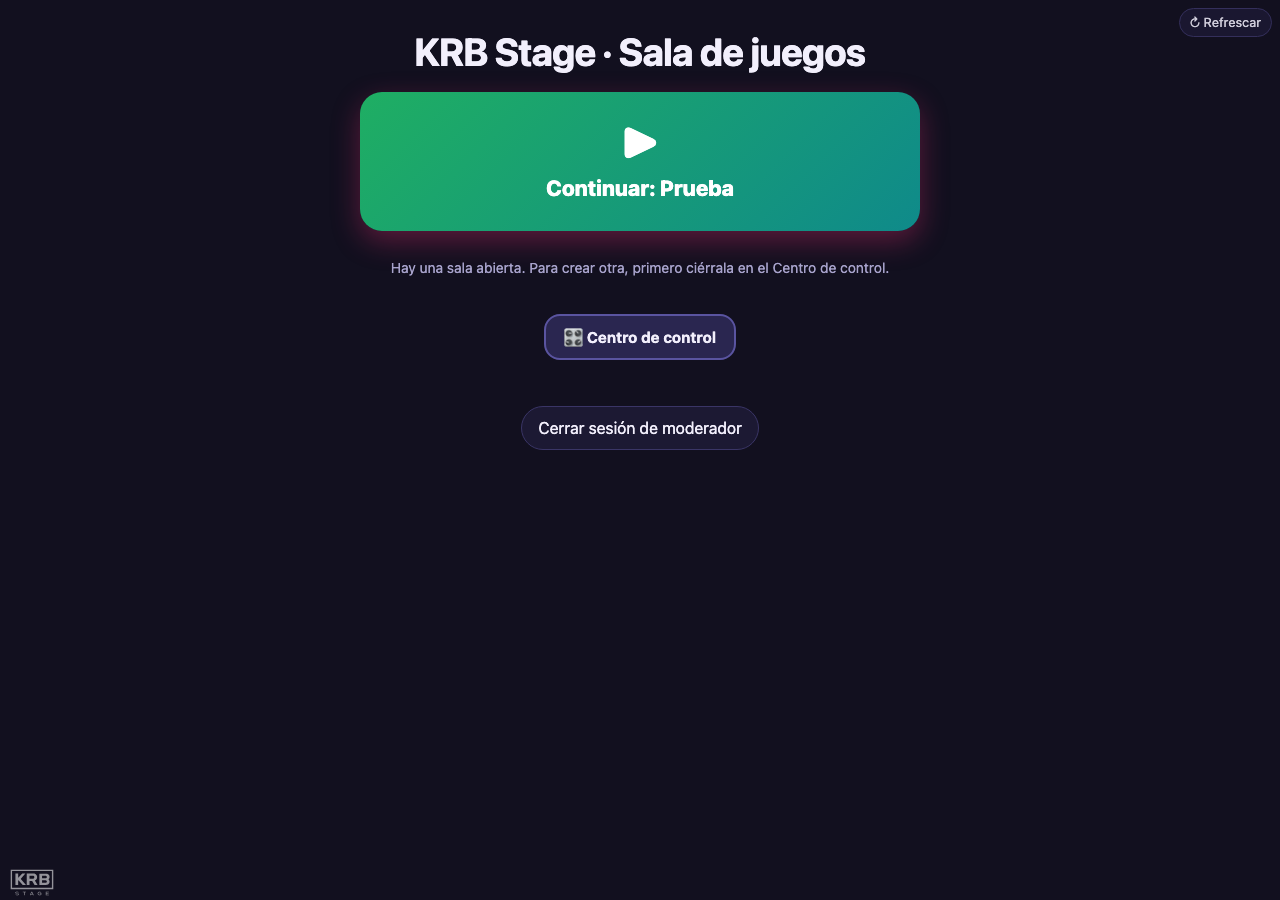 ↻ Refrescar
KRB Stage · Sala de juegos
Continuar: Prueba
Hay una sala abierta. Para crear otra, primero ciérrala en el Centro de control.
Centro de control
Cerrar sesión de moderador
KRB
STAGE